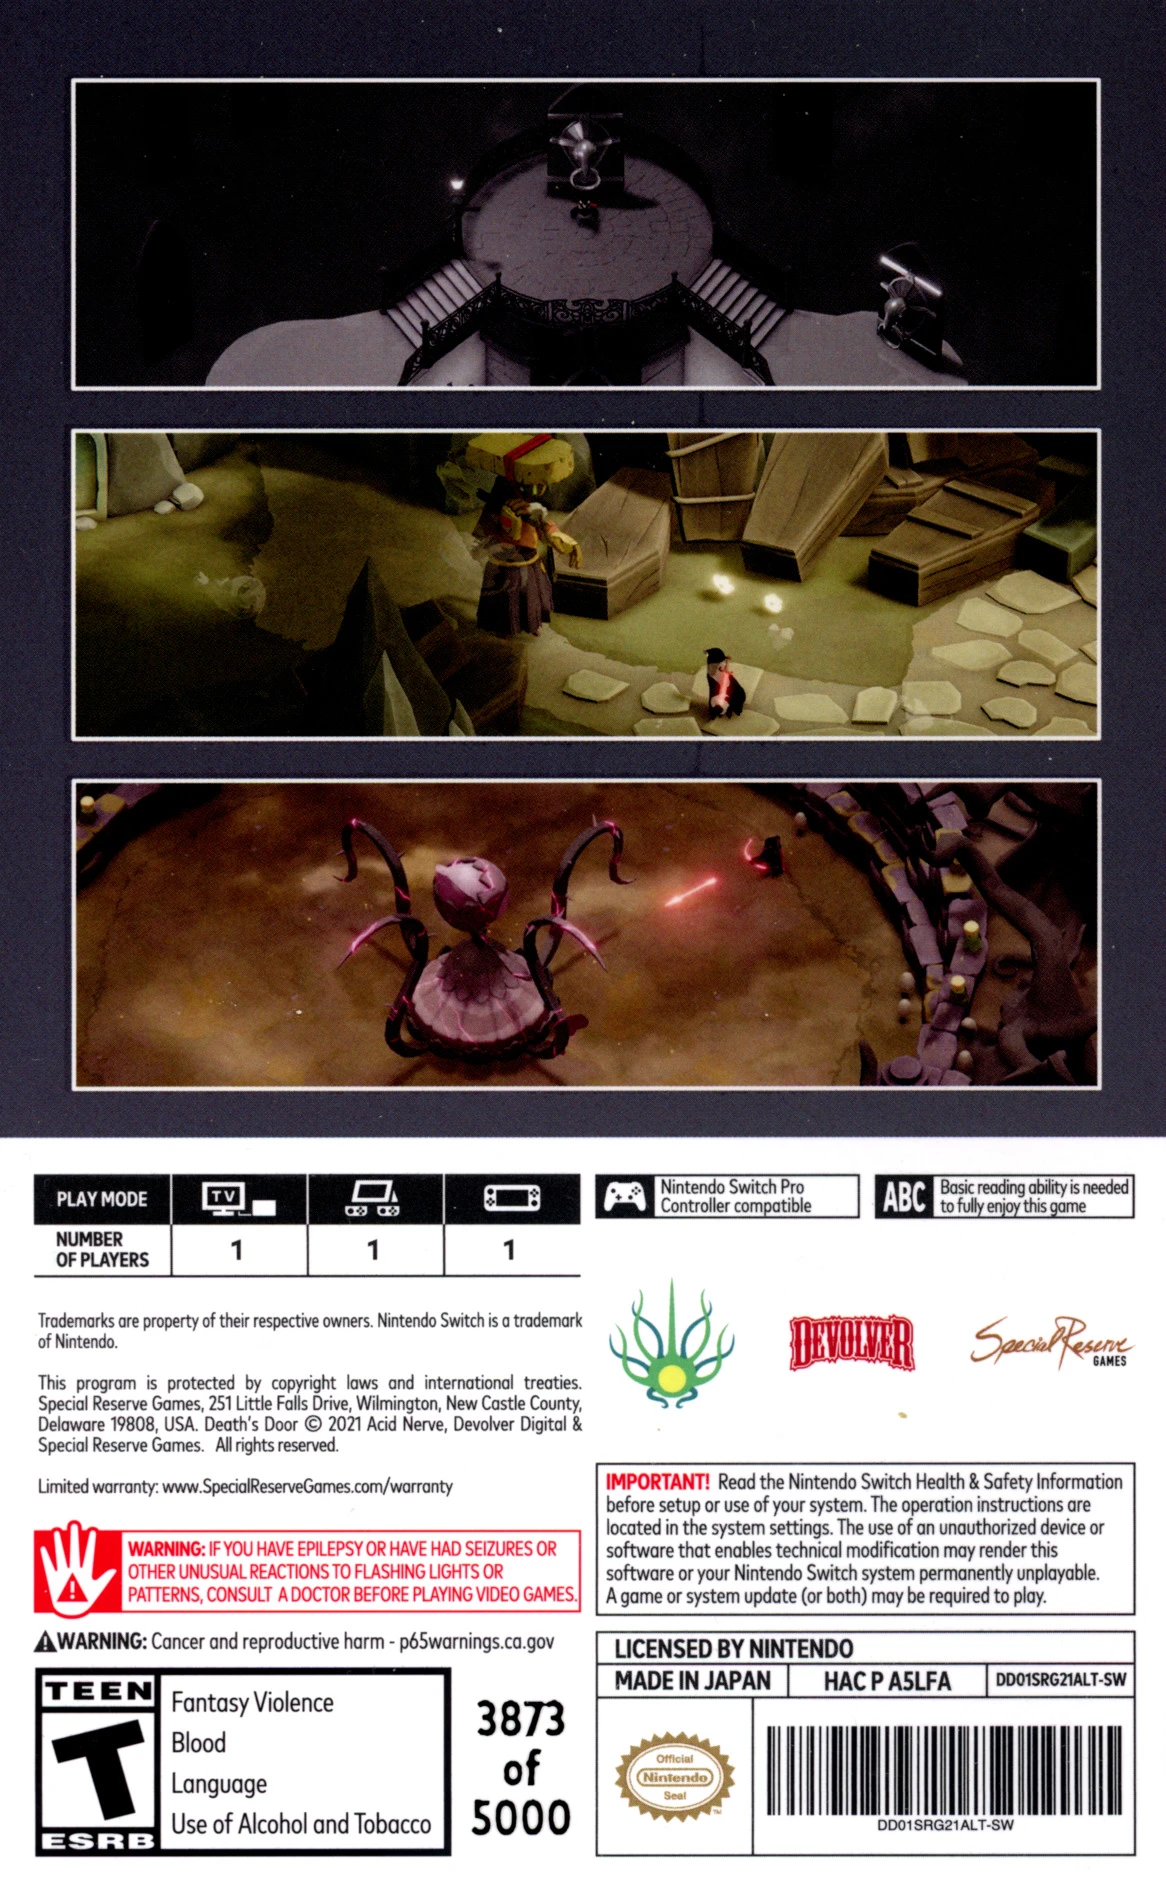 PLAY MODE
TV
NUMBER
OF PLAYERS
1
1
1
Nintendo Switch Pro
Controller compatible
ABC
Basic reading ability is needed
to fully enjoy this game
Trademarks are property of their respective owners. Nintendo Switch is a trademark
of Nintendo.
This program is protected by copyright laws and international treaties.
Special Reserve Games, 251 Little Falls Drive, Wilmington, New Castle County,
Delaware 19808, USA. Death's Door © 2021 Acid Nerve, Devolver Digital &
Special Reserve Games. All rights reserved.
Limited warranty: www.SpecialReserveGames.com/warranty
DEVOLVER
Special Reserve
GAMES
WARNING: IF YOU HAVE EPILEPSY OR HAVE HAD SEIZURES OR
OTHER UNUSUAL REACTIONS TO FLASHING LIGHTS OR
PATTERNS, CONSULT A DOCTOR BEFORE PLAYING VIDEO GAMES.
WARNING: Cancer and reproductive harm - p65warnings.ca.gov
IMPORTANT! Read the Nintendo Switch Health & Safety Information
before setup or use of your system. The operation instructions are
located in the system settings. The use of an unauthorized device or
software that enables technical modification may render this
software or your Nintendo Switch system permanently unplayable.
A game or system update (or both) may be required to play.
TEEN
T
ESRB
Fantasy Violence
Blood
Language
Use of Alcohol and Tobacco
3873
of
5000
LICENSED BY NINTENDO
MADE IN JAPAN
HAC P A5LFA
DD01SRG21ALT-SW
Official
Nintendo
Seal
TM
DD01SRG21ALT-SW